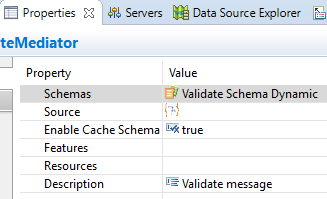 Properties Servers Data Source Explorer
teMediator
Property Value
Schemas Validate Schema Dynamic
Source
Enable Cache Schema true
Features
Resources
Description Validate message